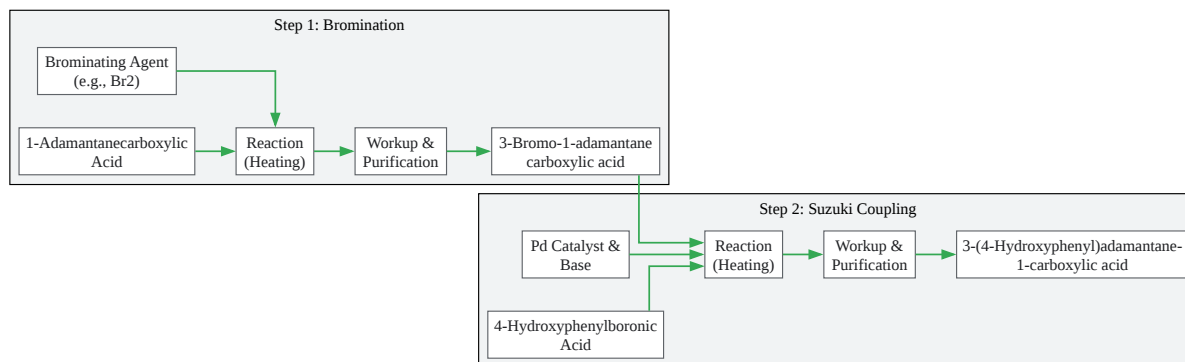 Step 1: Bromination
Brominating Agent
(e.g., Br2)
1-Adamantanecarboxylic
Acid
Reaction
(Heating)
Workup &
Purification
3-Bromo-1-adamantane
carboxylic acid
Step 2: Suzuki Coupling
Pd Catalyst &
Base
Reaction
(Heating)
Workup &
Purification
3-(4-Hydroxyphenyl)adamantane-
1-carboxylic acid
4-Hydroxyphenylboronic
Acid